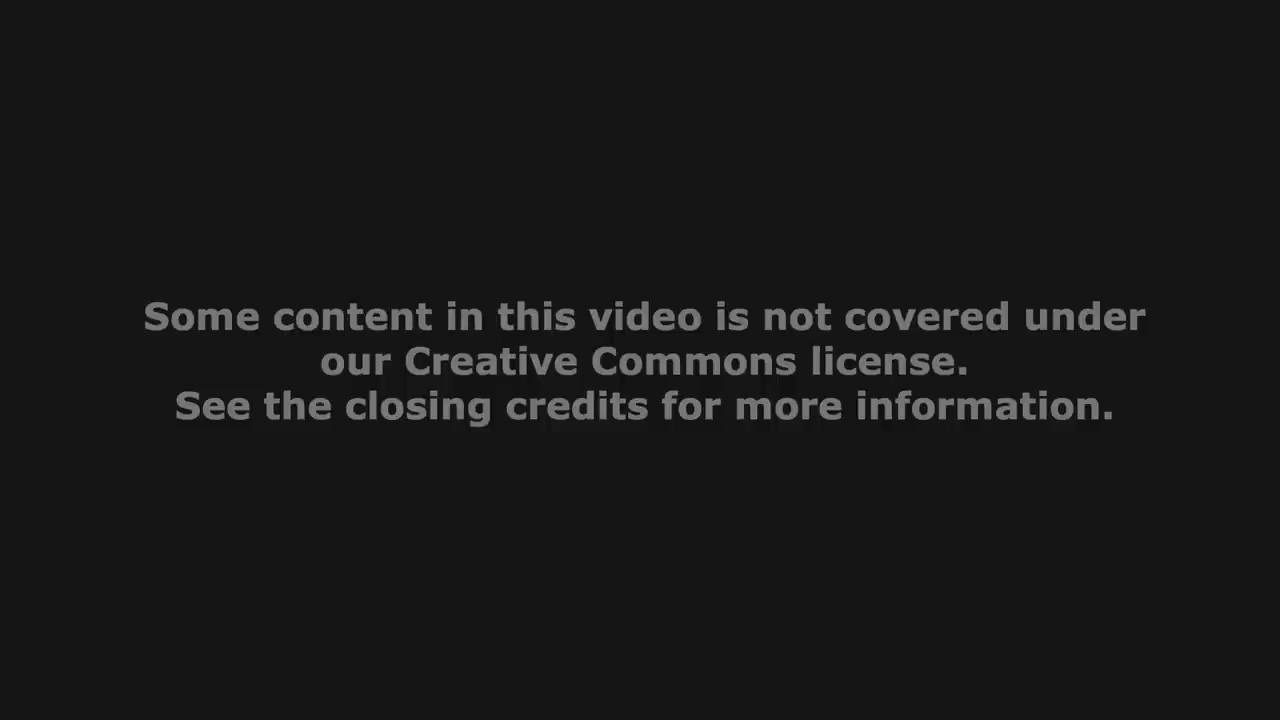 Some content in this video is not covered under
our Creative Commons license.
See the closing credits for more information.